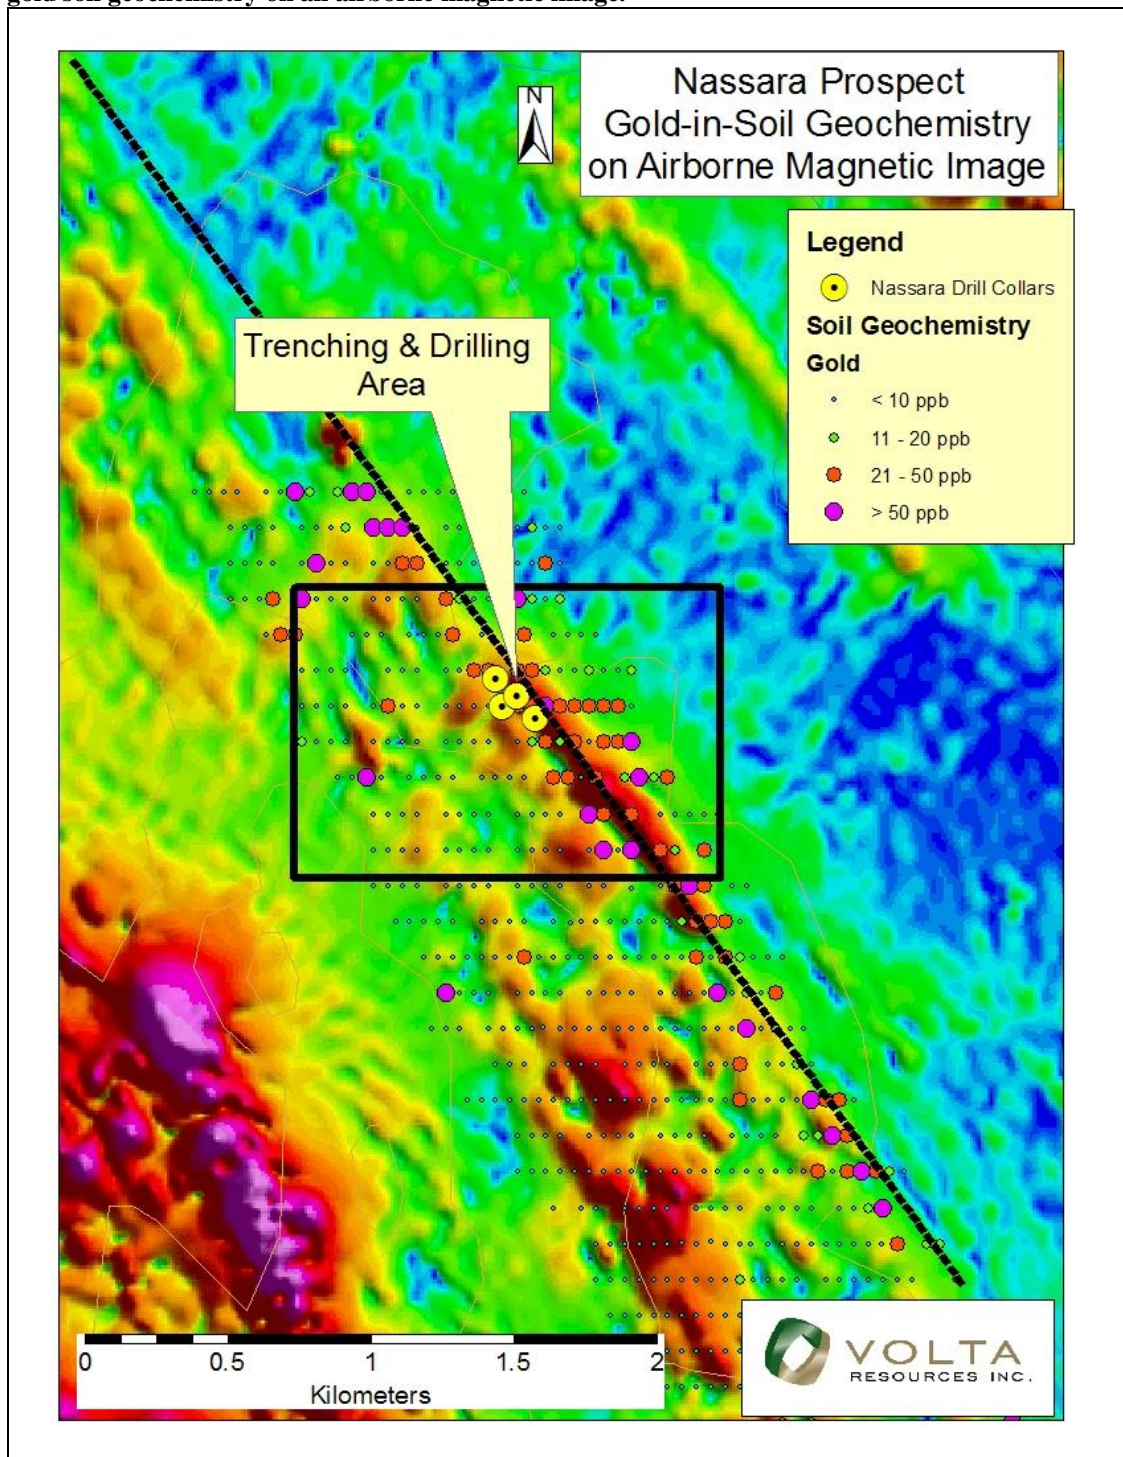 gold soil geochemistry on an airborne magnetic image.
N
Nassara Prospect
Gold-in-Soil Geochemistry
on Airborne Magnetic Image
Legend
Nassara Drill Collars
Soil Geochemistry
Gold
< 10 ppb
11 - 20 ppb
21 - 50 ppb
> 50 ppb
Trenching & Drilling
Area
0 0.5 1 1.5 2
Kilometers
VOLTA
RESOURCES INC.